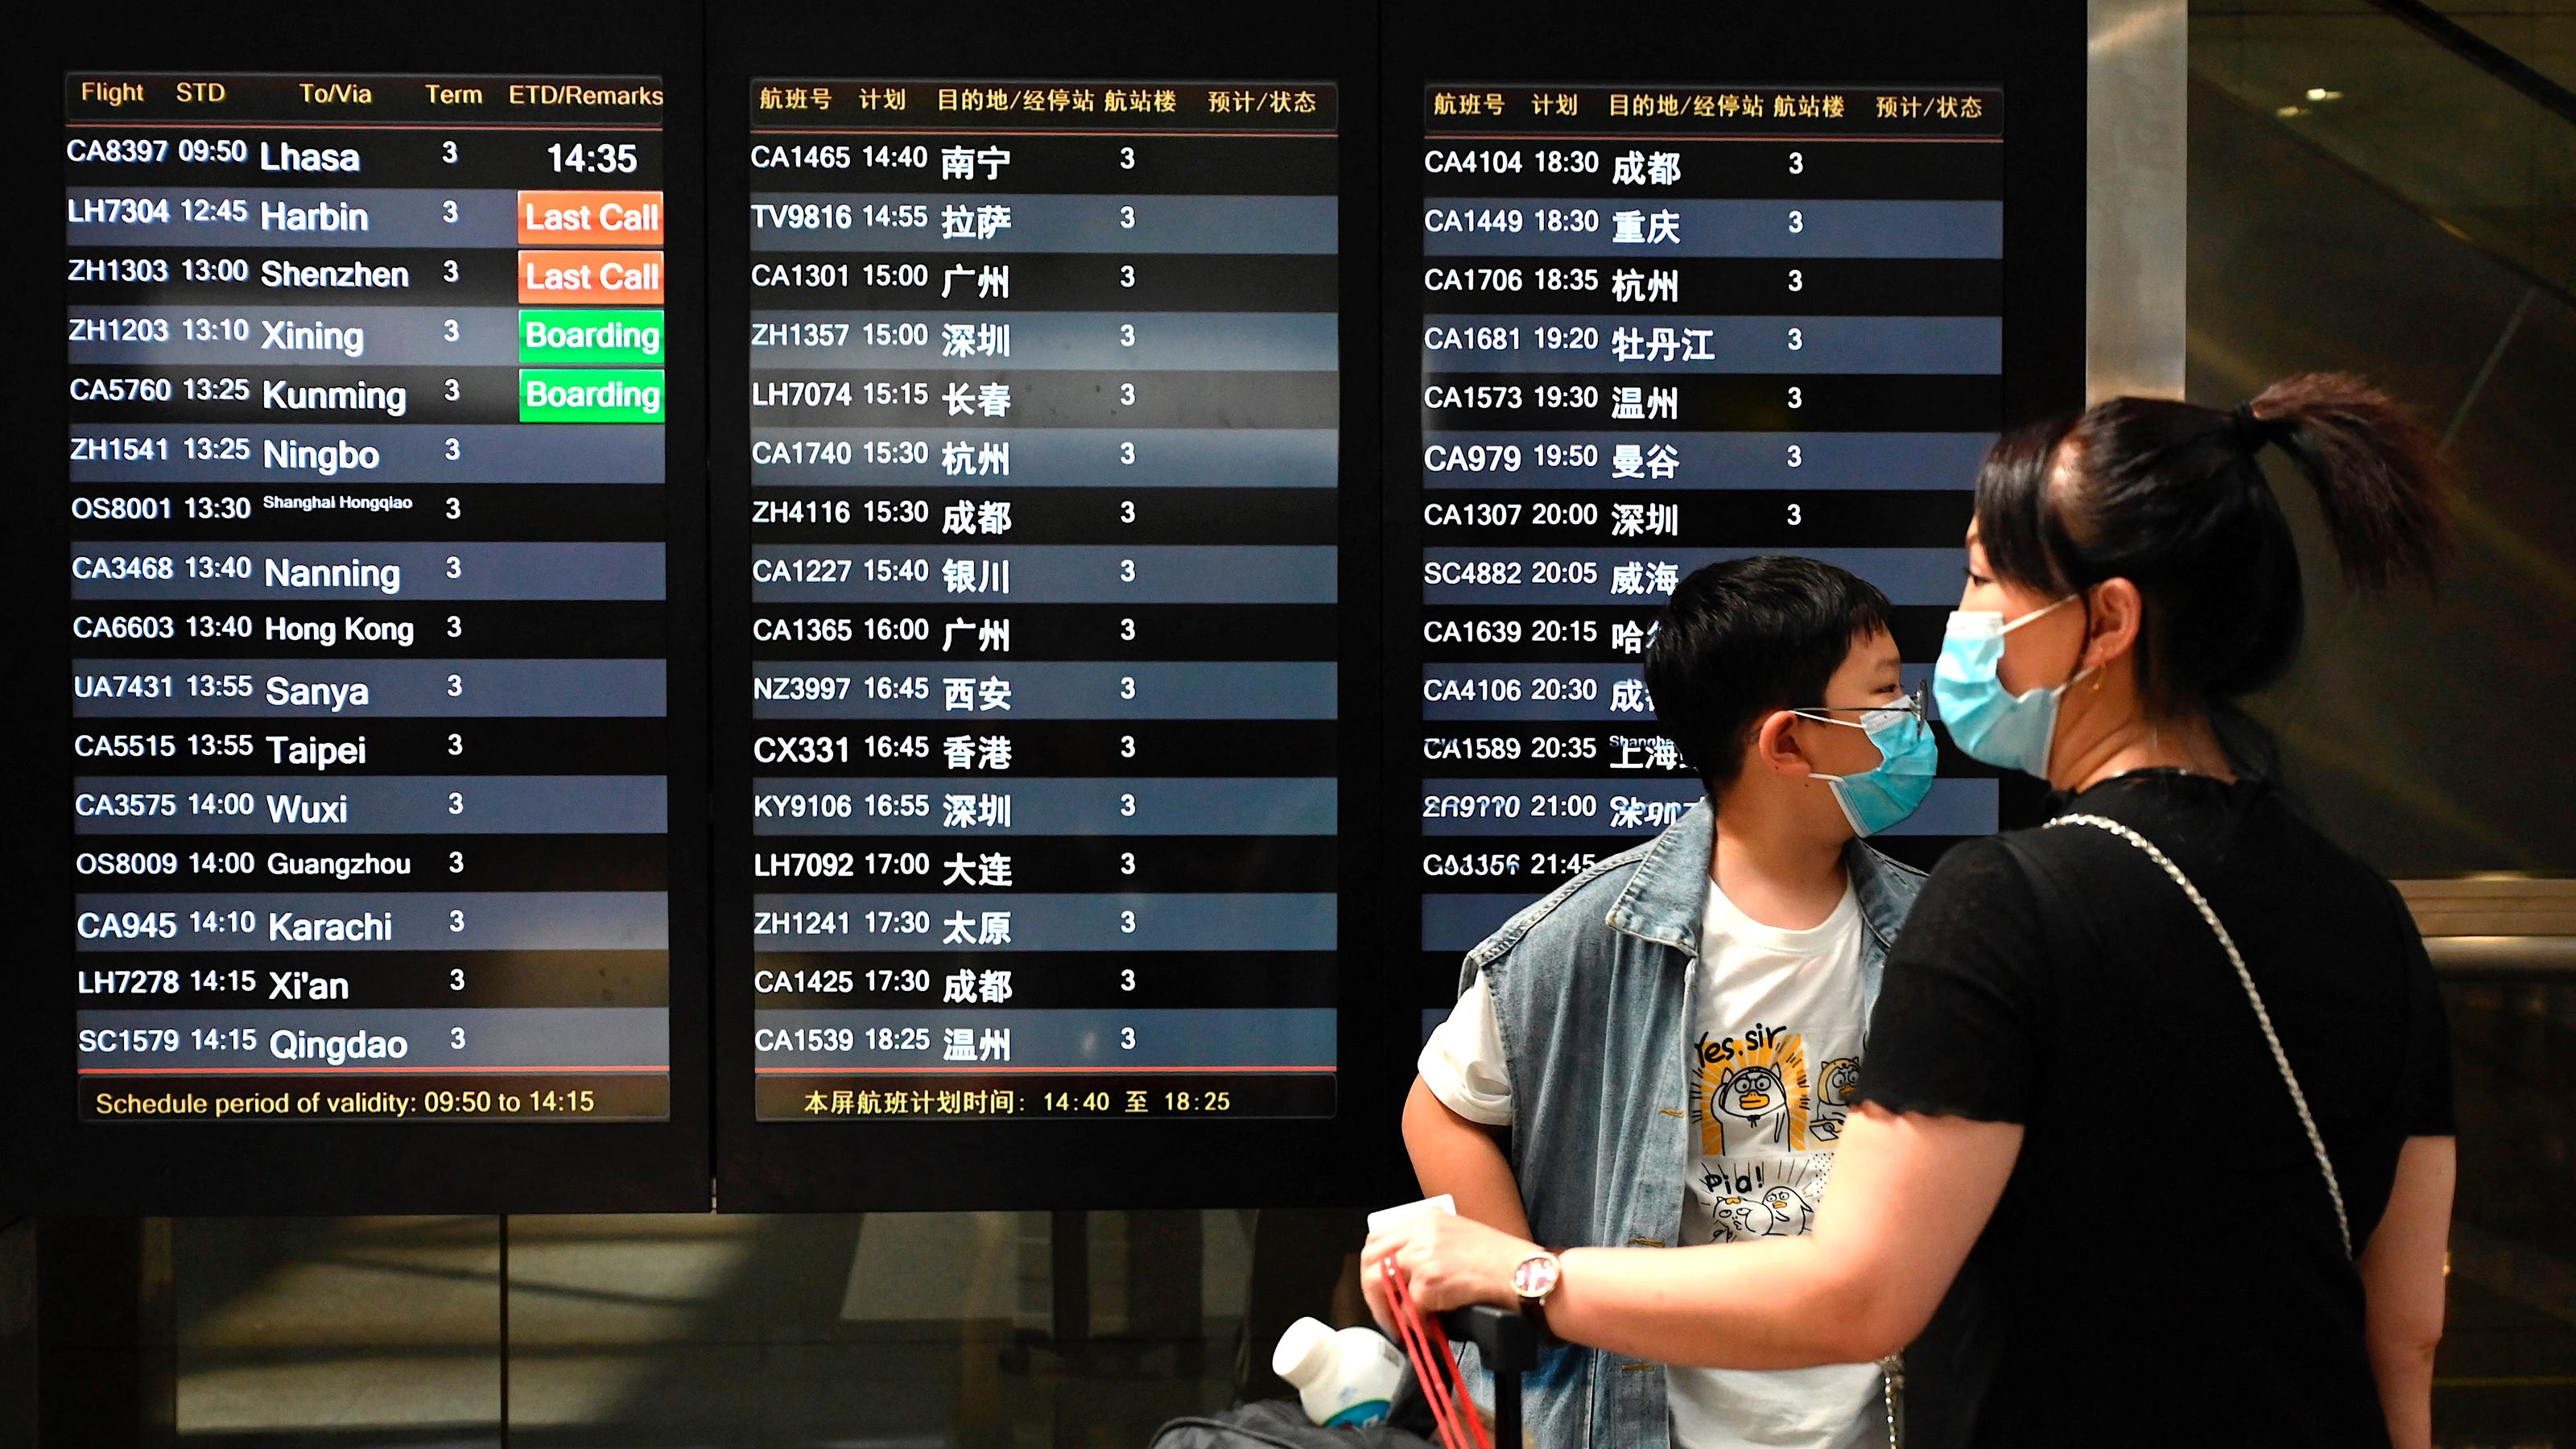 Flight STD To/Via Term ETD/Remarks
CA8397 09:50 Lhasa 3 14:35
LH7304 12:45 Harbin 3 Last Call
ZH1303 13:00 Shenzhen 3 Last Call
ZH1203 13:10 Xining 3 Boarding
CA5760 13:25 Kunming 3 Boarding
ZH1541 13:25 Ningbo 3
OS8001 13:30 Shanghai Hongqiao 3
CA3468 13:40 Nanning 3
CA6603 13:40 Hong Kong 3
UA7431 13:55 Sanya 3
CA5515 13:55 Taipei 3
CA3575 14:00 Wuxi 3
OS8009 14:00 Guangzhou 3
CA945 14:10 Karachi 3
LH7278 14:15 Xi'an 3
SC1579 14:15 Qingdao 3
Schedule period of validity: 09:50 to 14:15
航班号 计划 目的地/经停站 航站楼 预计/状态
CA1465 14:40 南宁 3
TV9816 14:55 拉萨 3
CA1301 15:00 广州 3
ZH1357 15:00 深圳 3
LH7074 15:15 长春 3
CA1740 15:30 杭州 3
ZH4116 15:30 成都 3
CA1227 15:40 银川 3
CA1365 16:00 广州 3
NZ3997 16:45 西安 3
CX331 16:45 香港 3
KY9106 16:55 深圳 3
LH7092 17:00 大连 3
ZH1241 17:30 太原 3
CA1425 17:30 成都 3
CA1539 18:25 温州 3
本屏航班计划时间: 14:40 至 18:25
航班号 计划 目的地/经停站 航站楼 预计/状态
CA4104 18:30 成都 3
CA1449 18:30 重庆 3
CA1706 18:35 杭州 3
CA1681 19:20 牡丹江 3
CA1573 19:30 温州 3
CA979 19:50 曼谷 3
CA1307 20:00 深圳 3
SC4882 20:05 威海
CA1639 20:15 哈
CA4106 20:30 成
CA1589 20:35 上海
21:00 深圳
21:45
Yes.sir
Pia!